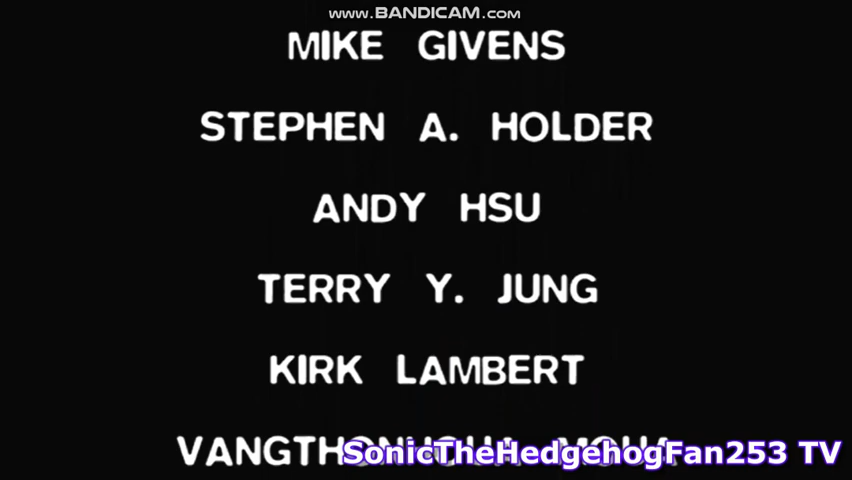 www.BANDICAM.com
MIKE GIVENS
STEPHEN A. HOLDER
ANDY HSU
TERRY Y. JUNG
KIRK LAMBERT
SonicTheHedgehogFan253 TV